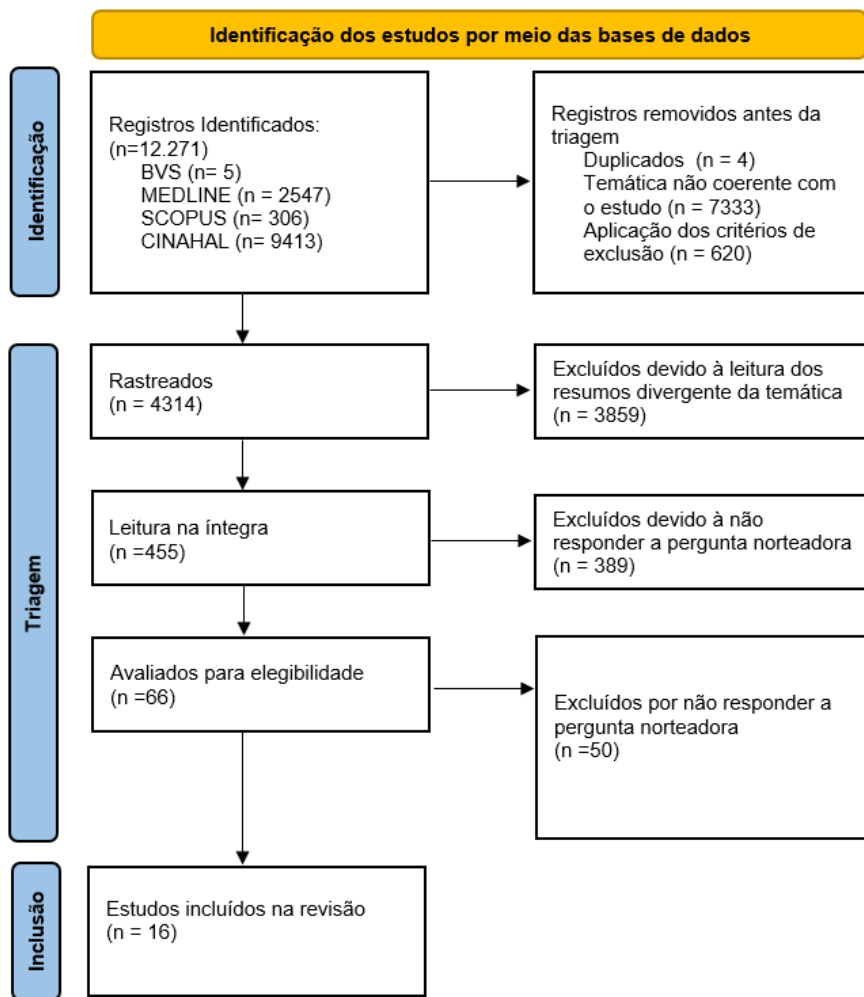 Identificação dos estudos por meio das bases de dados
Identificação
Registros Identificados:
(n=12.271)
BVS (n= 5)
MEDLINE (n = 2547)
SCOPUS (n= 306)
CINAHAL (n= 9413)
Registros removidos antes da
triagem
Duplicados (n = 4)
Temática não coerente com
o estudo (n = 7333)
Aplicação dos critérios de
exclusão (n = 620)
Triagem
Rastreados
(n = 4314)
Excluídos devido à leitura dos
resumos divergente da temática
(n = 3859)
Leitura na íntegra
(n =455)
Excluídos devido à não
responder a pergunta norteadora
(n = 389)
Avaliados para elegibilidade
(n =66)
Excluídos por não responder a
pergunta norteadora
(n =50)
Inclusão
Estudos incluídos na revisão
(n = 16)